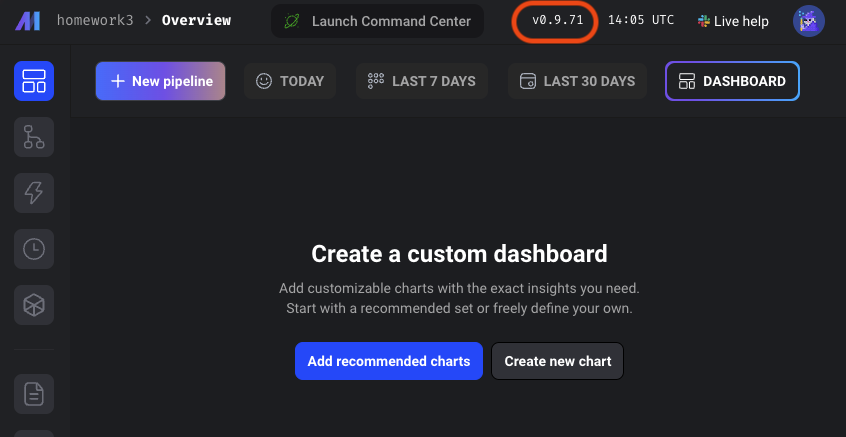 homework3 > Overview
Launch Command Center
v0.9.71
14:05 UTC
Live help
+ New pipeline
TODAY
LAST 7 DAYS
LAST 30 DAYS
DASHBOARD
Create a custom dashboard
Add customizable charts with the exact insights you need.
Start with a recommended set or freely define your own.
Add recommended charts
Create new chart